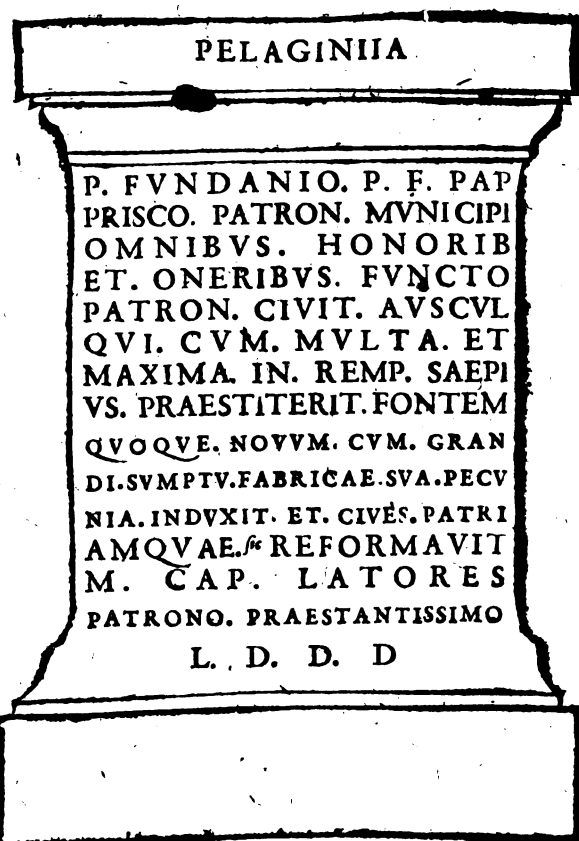 PELAGINIIA
P. FVNDANIO. P. F. PAP
PRISCO. PATRON. MVNICIPI
OMNIBVS. HONORIB
ET. ONERIBVS. FVNCTO
PATRON. CIVIT. AVSCVL
QVI. CVM. MVLTA. ET
MAXIMA. IN. REMP. SAEPI
VS. PRAESTITERIT. FONTEM
QVOQVE. NOVVM. CVM. GRAN
DI. SVMPTV. FABRICAE. SVA. PECV
NIA. INDVXIT. ET. CIVES. PATRI
AMQVAE. sic REFORMAVIT
M. CAP. LATORES
PATRONO. PRAESTANTISSIMO
L. D. D. D